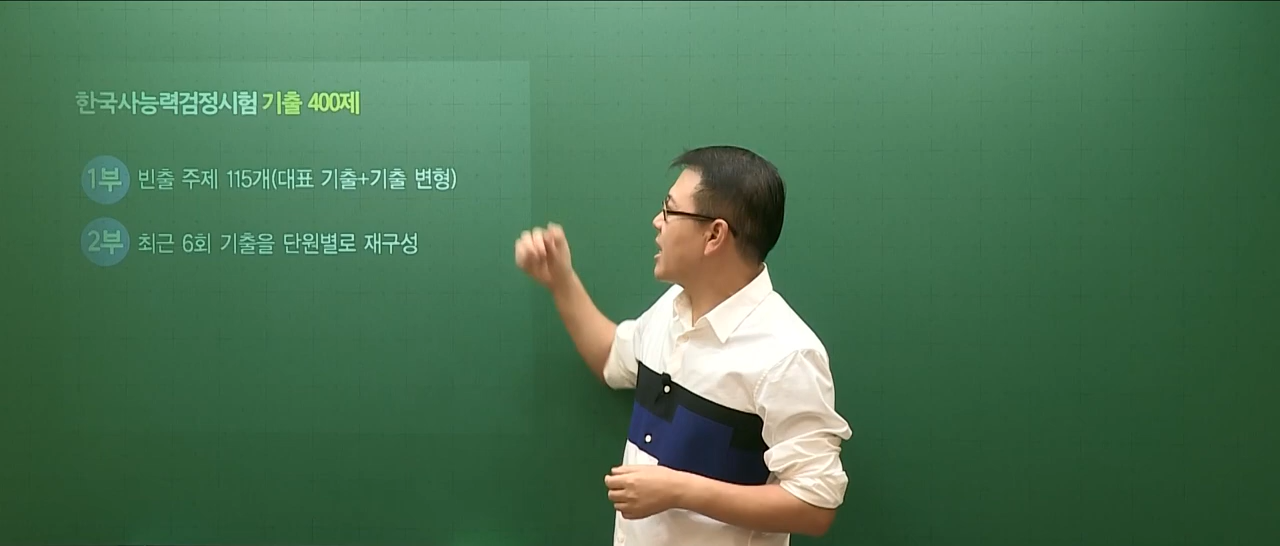 한국사능력검정시험 기출 400제
1부 빈출 주제 115개(대표 기출+기출 변형)
2부 최근 6회 기출을 단원별로 재구성